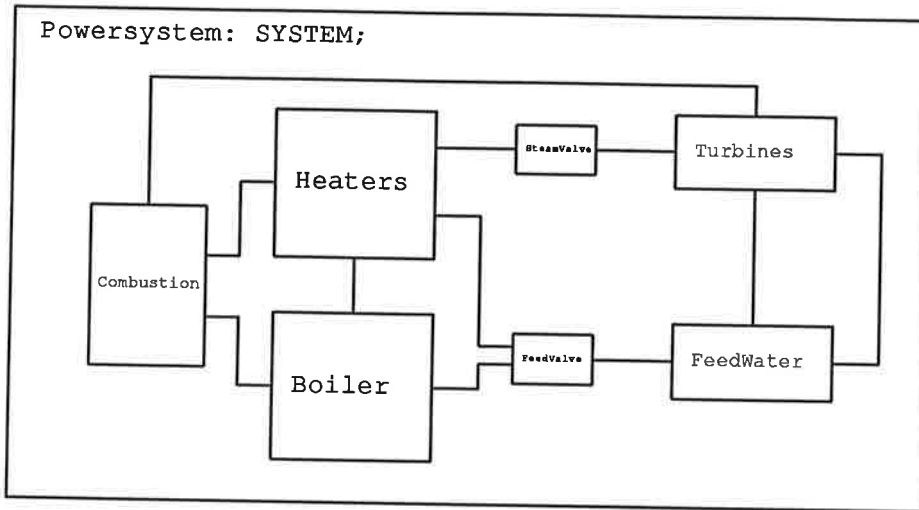 Powersystem: SYSTEM;
SteamValve
Turbines
Heaters
Combustion
FeedValve
FeedWater
Boiler